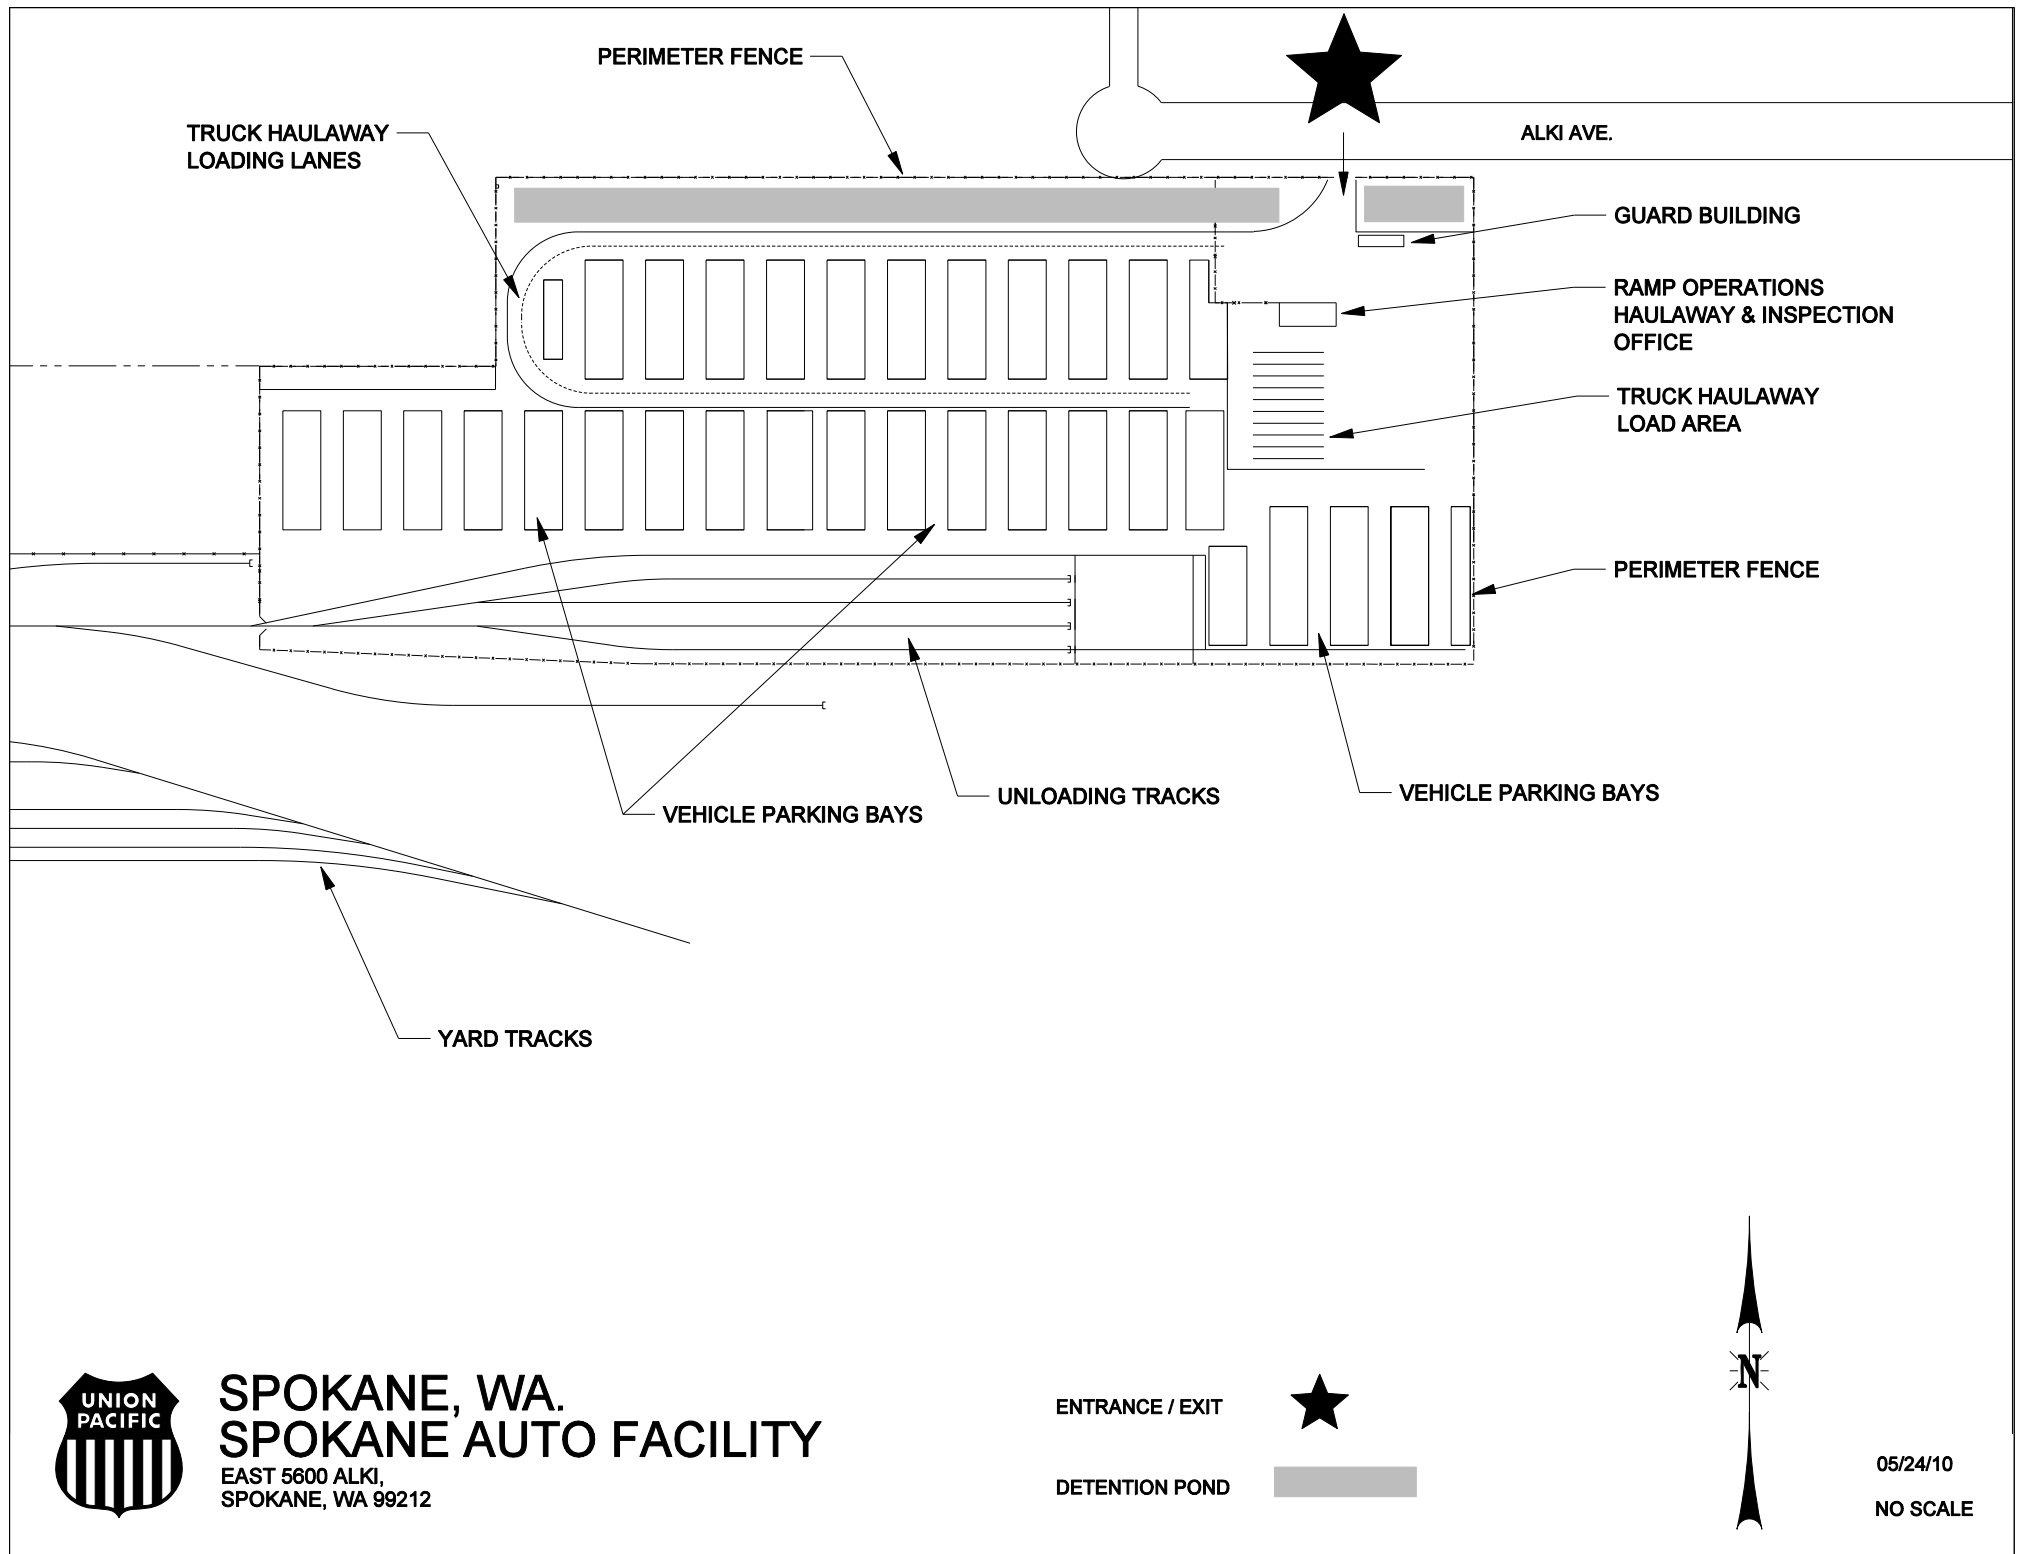 PERIMETER FENCE
TRUCK HAULAWAY
LOADING LANES
ALKI AVE.
GUARD BUILDING
RAMP OPERATIONS
HAULAWAY & INSPECTION
OFFICE
TRUCK HAULAWAY
LOAD AREA
PERIMETER FENCE
VEHICLE PARKING BAYS
UNLOADING TRACKS
VEHICLE PARKING BAYS
YARD TRACKS
UNION
PACIFIC
SPOKANE, WA.
SPOKANE AUTO FACILITY
EAST 5600 ALKI,
SPOKANE, WA 99212
ENTRANCE / EXIT
DETENTION POND
N
05/24/10
NO SCALE